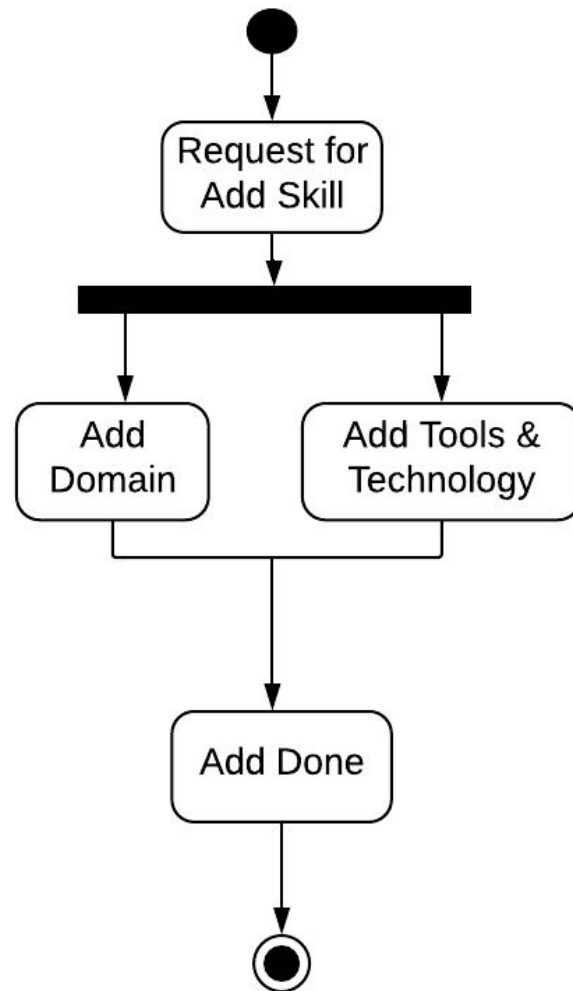 Request for
Add Skill
Add
Domain
Add Tools &
Technology
Add Done